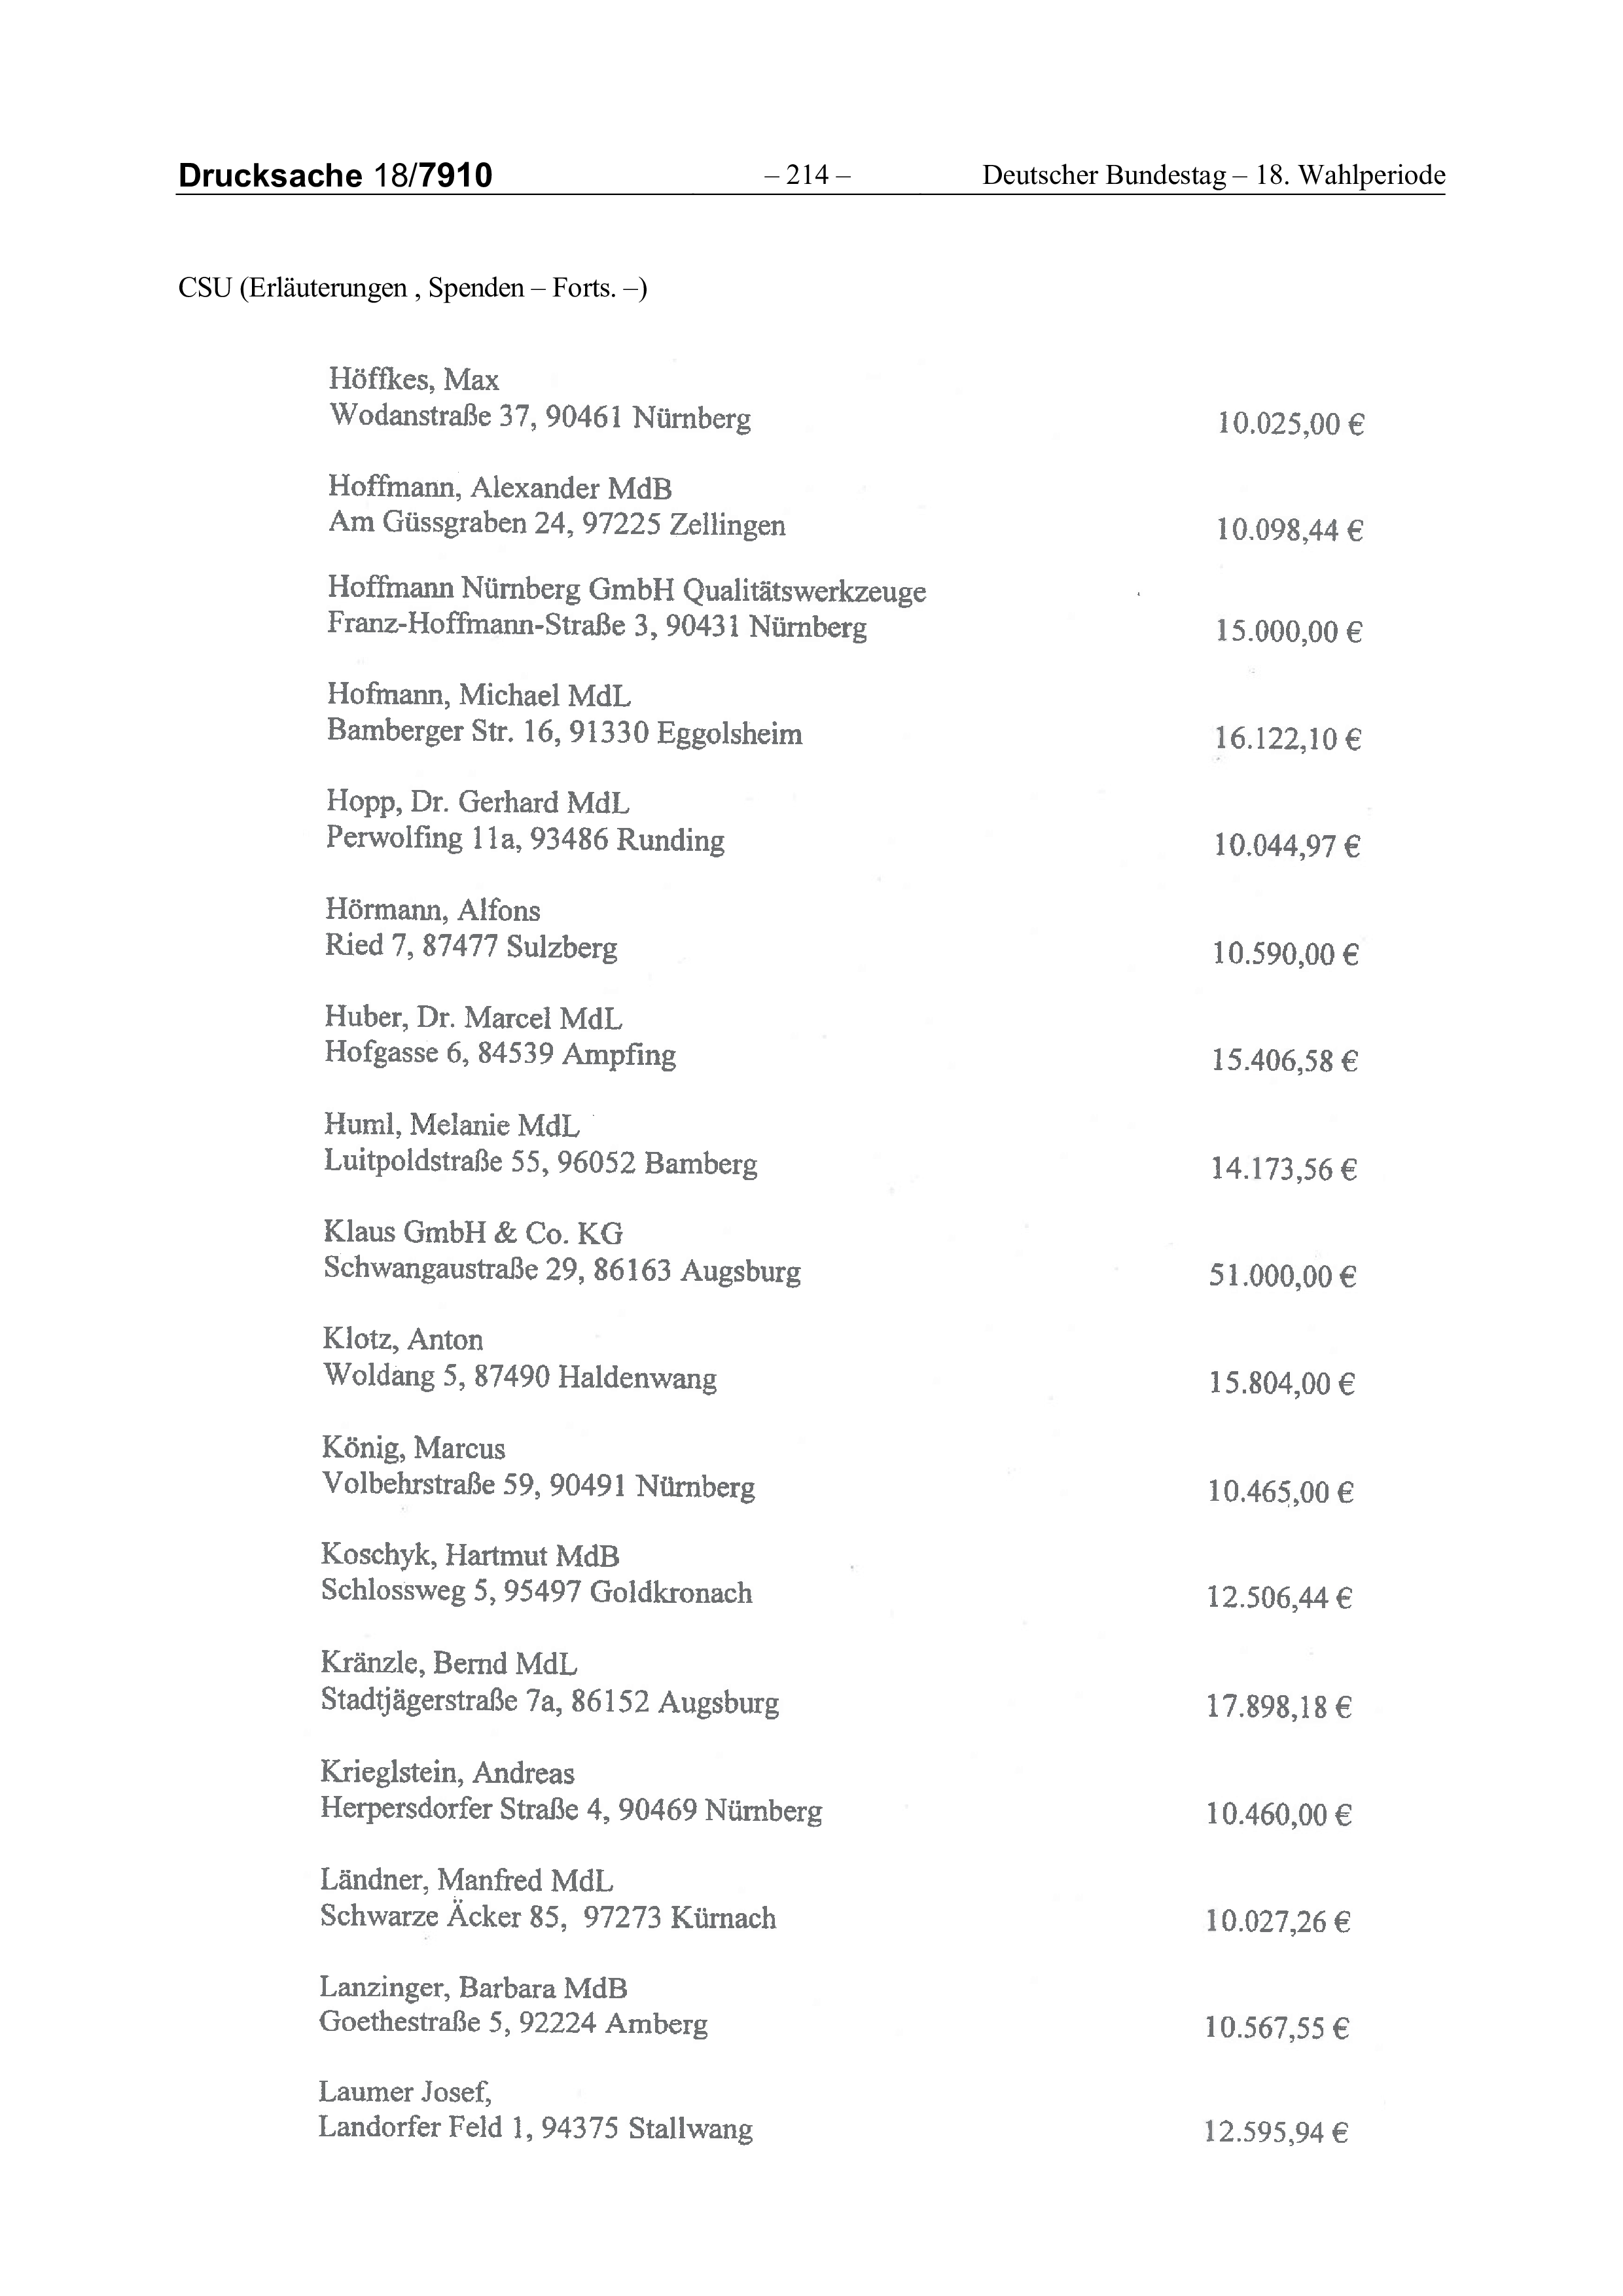 Drucksache 18/7910 – 214 – Deutscher Bundestag – 18. Wahlperiode
CSU (Erläuterungen , Spenden – Forts. –)
Höffkes, Max
Wodanstraße 37, 90461 Nürnberg 10.025,00 €
Hoffmann, Alexander MdB
Am Güssgraben 24, 97225 Zellingen 10.098,44 €
Hoffmann Nürnberg GmbH Qualitätswerkzeuge
Franz-Hoffmann-Straße 3, 90431 Nürnberg 15.000,00 €
Hofmann, Michael MdL
Bamberger Str. 16, 91330 Eggolsheim 16.122,10 €
Hopp, Dr. Gerhard MdL
Perwolfing 11a, 93486 Runding 10.044,97 €
Hörmann, Alfons
Ried 7, 87477 Sulzberg 10.590,00 €
Huber, Dr. Marcel MdL
Hofgasse 6, 84539 Ampfing 15.406,58 €
Huml, Melanie MdL
Luitpoldstraße 55, 96052 Bamberg 14.173,56 €
Klaus GmbH & Co. KG
Schwangaustraße 29, 86163 Augsburg 51.000,00 €
Klotz, Anton
Woldang 5, 87490 Haldenwang 15.804,00 €
König, Marcus
Volbehrstraße 59, 90491 Nürnberg 10.465,00 €
Koschyk, Hartmut MdB
Schlossweg 5, 95497 Goldkronach 12.506,44 €
Kränzle, Bernd MdL
Stadtjägerstraße 7a, 86152 Augsburg 17.898,18 €
Krieglstein, Andreas
Herpersdorfer Straße 4, 90469 Nürnberg 10.460,00 €
Ländner, Manfred MdL
Schwarze Äcker 85, 97273 Kürnach 10.027,26 €
Lanzinger, Barbara MdB
Goethestraße 5, 92224 Amberg 10.567,55 €
Laumer Josef,
Landorfer Feld 1, 94375 Stallwang 12.595,94 €